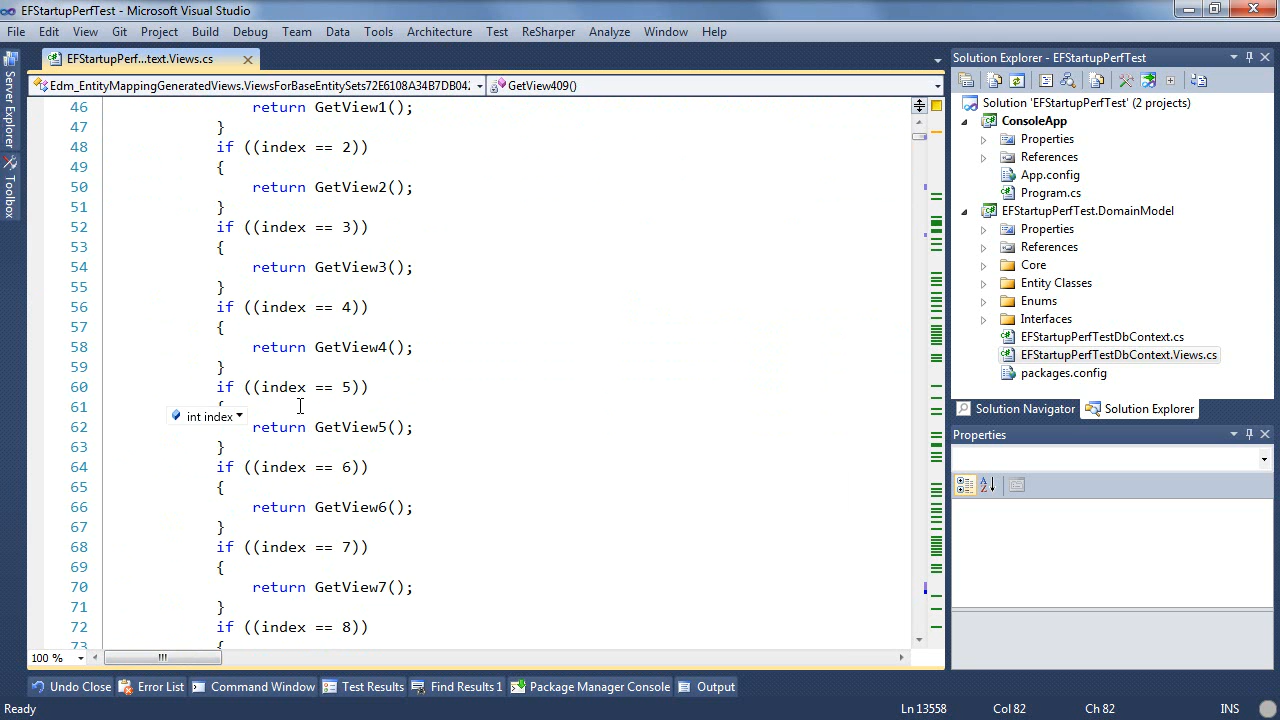 EFStartupPerfTest - Microsoft Visual Studio
File Edit View Git Project Build Debug Team Data Tools Architecture Test ReSharper Analyze Window Help
Server Explorer
Toolbox
EFStartupPerf...text.Views.cs
Edm_EntityMappingGeneratedViews.ViewsForBaseEntitySets72E6108A34B7DB042 GetView409()
46 return GetView1();
47 }
48 if ((index == 2))
49 {
50 return GetView2();
51 }
52 if ((index == 3))
53 {
54 return GetView3();
55 }
56 if ((index == 4))
57 {
58 return GetView4();
59 }
60 if ((index == 5))
61 {
int index
62 return GetView5();
63 }
64 if ((index == 6))
65 {
66 return GetView6();
67 }
68 if ((index == 7))
69 {
70 return GetView7();
71 }
72 if ((index == 8))
73 {
100 %
Solution Explorer - EFStartupPerfTest
Solution 'EFStartupPerfTest' (2 projects)
ConsoleApp
Properties
References
App.config
Program.cs
EFStartupPerfTest.DomainModel
Properties
References
Core
Entity Classes
Enums
Interfaces
EFStartupPerfTestDbContext.cs
EFStartupPerfTestDbContext.Views.cs
packages.config
Solution Navigator Solution Explorer
Properties
Undo Close Error List Command Window Test Results Find Results 1 Package Manager Console Output
Ready Ln 13558 Col 82 Ch 82 INS